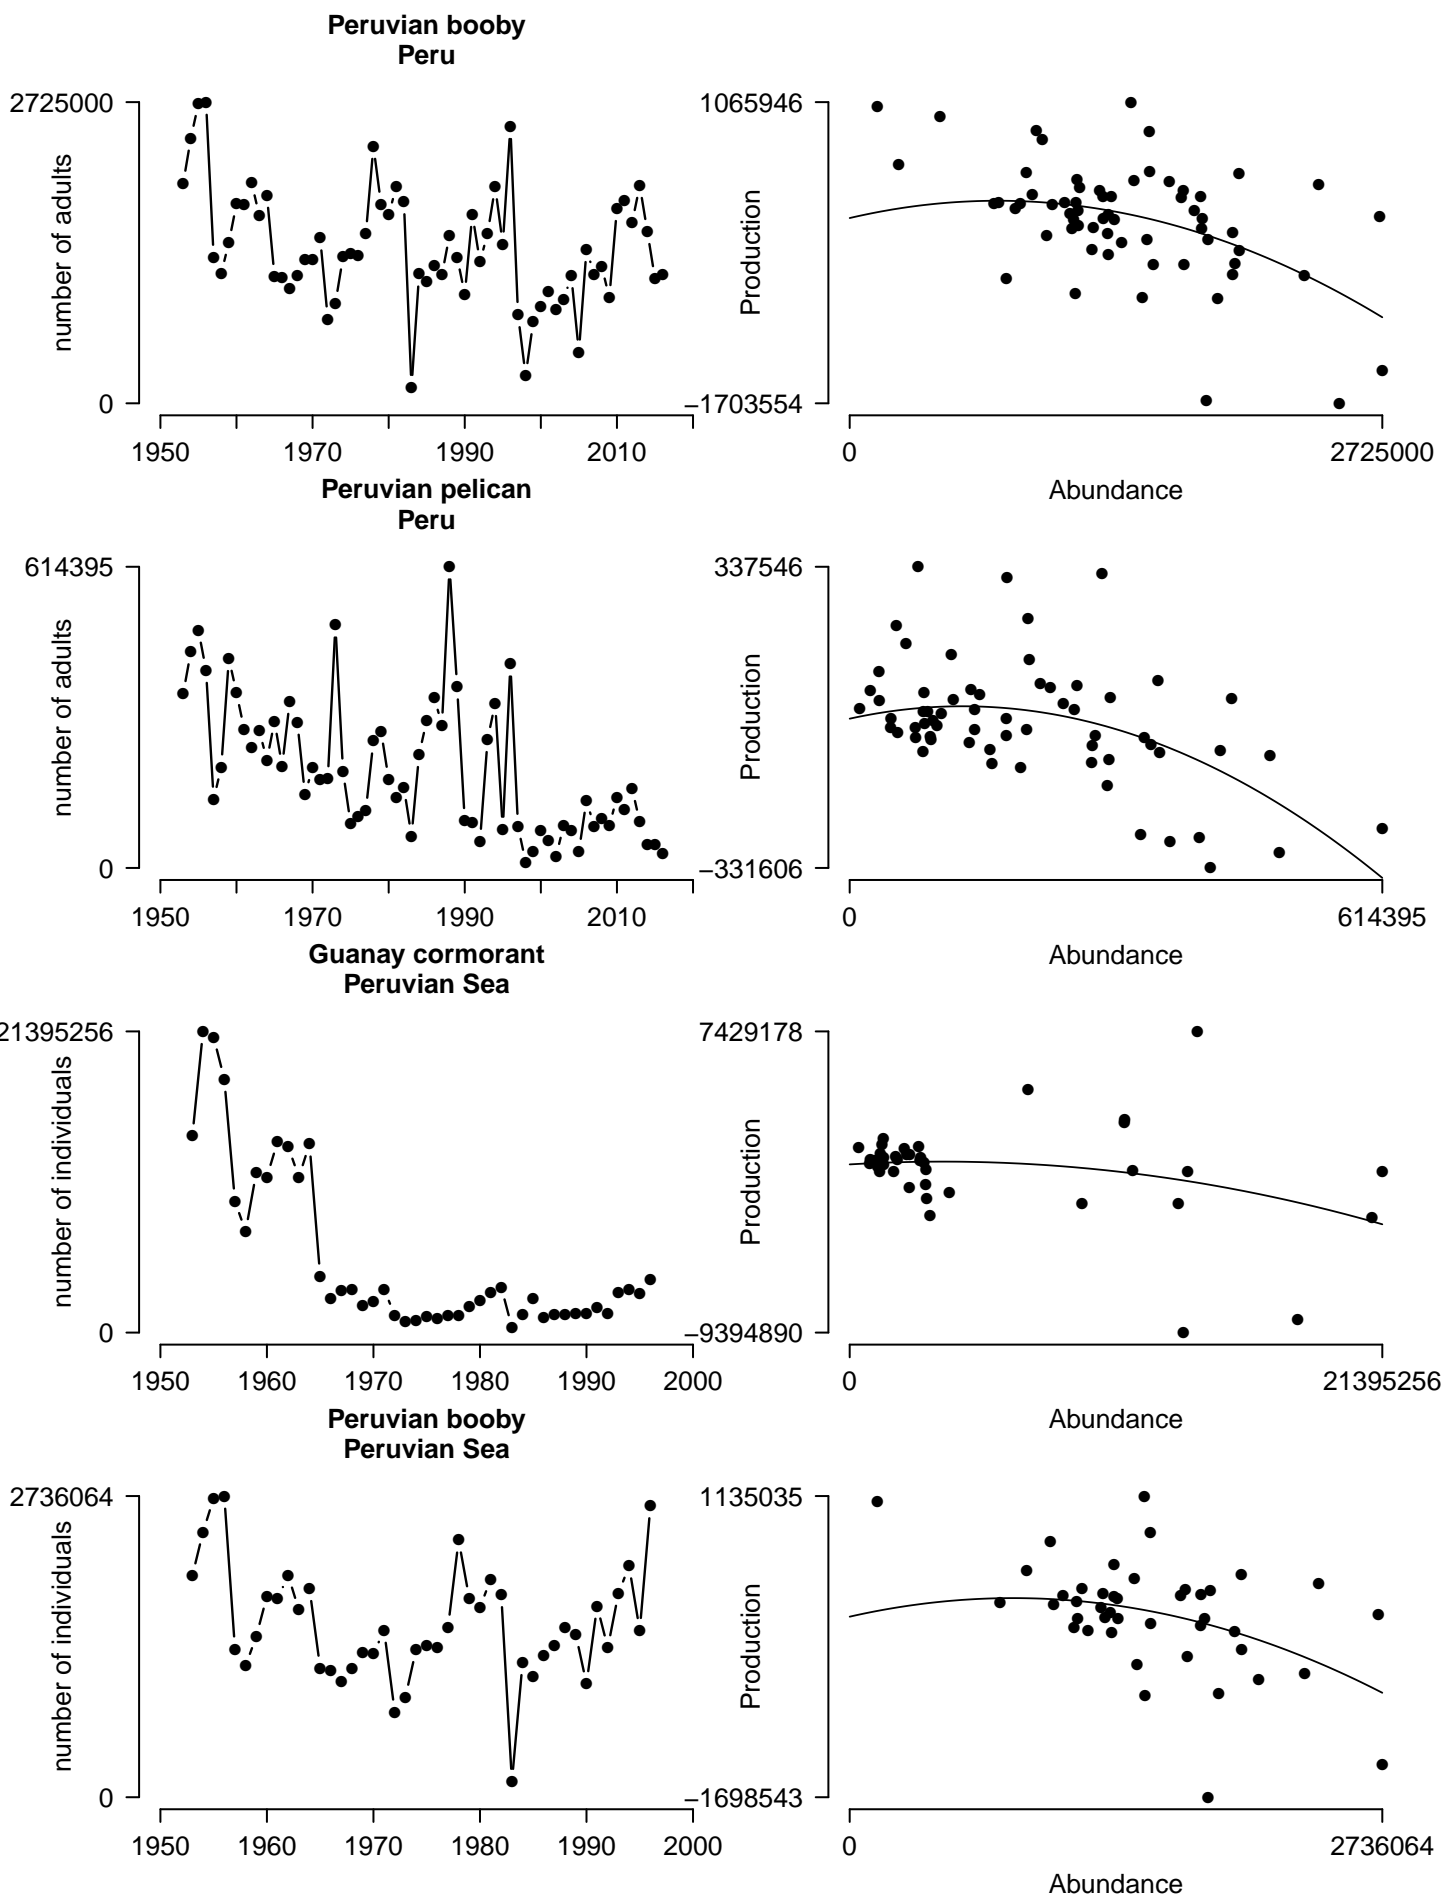 Peruvian booby
Peru
2725000
number of adults
0
1950 1970 1990 2010
1065946
Production
−1703554
0 2725000
Abundance
Peruvian pelican
Peru
614395
number of adults
0
1950 1970 1990 2010
337546
Production
−331606
0 614395
Abundance
Guanay cormorant
Peruvian Sea
21395256
number of individuals
0
1950 1960 1970 1980 1990 2000
7429178
Production
−9394890
0 21395256
Abundance
Peruvian booby
Peruvian Sea
2736064
number of individuals
0
1950 1960 1970 1980 1990 2000
1135035
Production
−1698543
0 2736064
Abundance